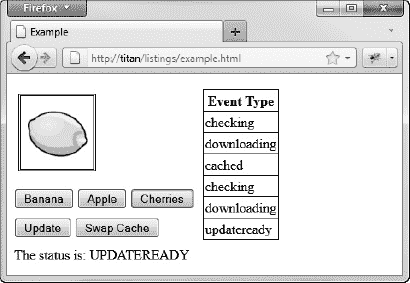 Firefox
Example
http://titan/listings/example.html
Event Type
checking
downloading
cached
checking
downloading
updateready
Banana Apple Cherries
Update Swap Cache
The status is: UPDATEREADY